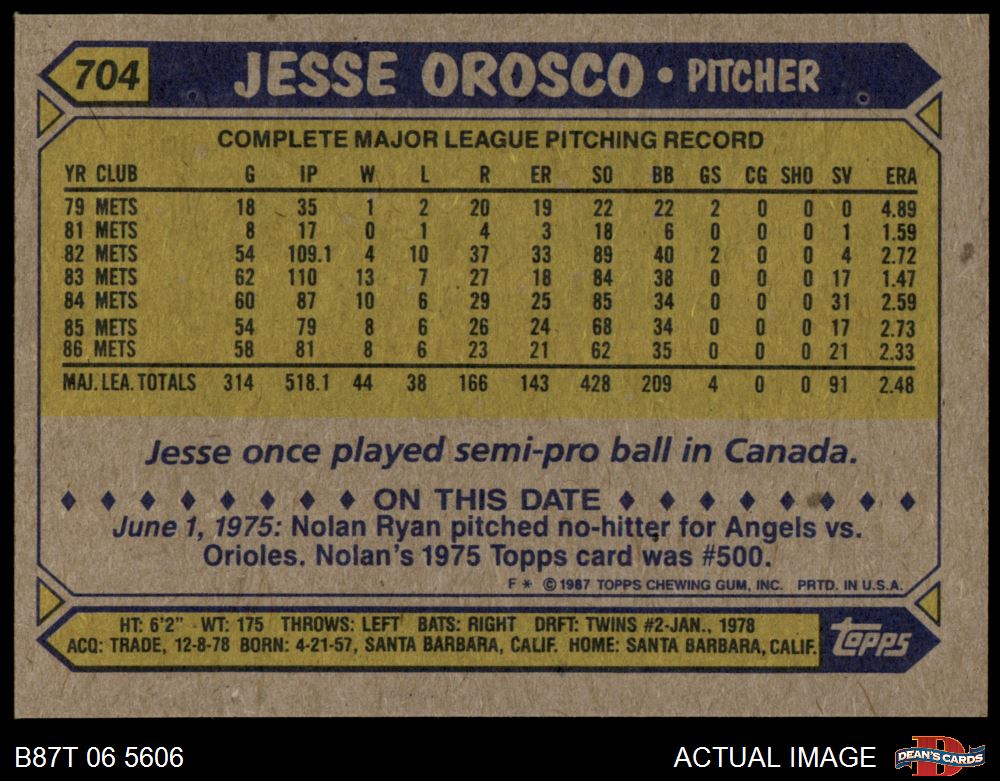 704 JESSE OROSCO • PITCHER
COMPLETE MAJOR LEAGUE PITCHING RECORD
YR CLUB G IP W L R ER SO BB GS CG SHO SV ERA
79 METS 18 35 1 2 20 19 22 22 2 0 0 0 4.89
81 METS 8 17 0 1 4 3 18 6 0 0 0 1 1.59
82 METS 54 109.1 4 10 37 33 89 40 2 0 0 4 2.72
83 METS 62 110 13 7 27 18 84 38 0 0 0 17 1.47
84 METS 60 87 10 6 29 25 85 34 0 0 0 31 2.59
85 METS 54 79 8 6 26 24 68 34 0 0 0 17 2.73
86 METS 58 81 8 6 23 21 62 35 0 0 0 21 2.33
MAJ. LEA. TOTALS 314 518.1 44 38 166 143 428 209 4 0 0 91 2.48
Jesse once played semi-pro ball in Canada.
ON THIS DATE
June 1, 1975: Nolan Ryan pitched no-hitter for Angels vs.
Orioles. Nolan's 1975 Topps card was #500.
F * © 1987 TOPPS CHEWING GUM, INC. PRTD. IN U.S.A.
HT: 6'2" WT: 175 THROWS: LEFT BATS: RIGHT DRFT: TWINS #2-JAN., 1978
ACQ: TRADE, 12-8-78 BORN: 4-21-57, SANTA BARBARA, CALIF. HOME: SANTA BARBARA, CALIF.
Topps
B87T 06 5606 ACTUAL IMAGE
D DEAN'S CARDS